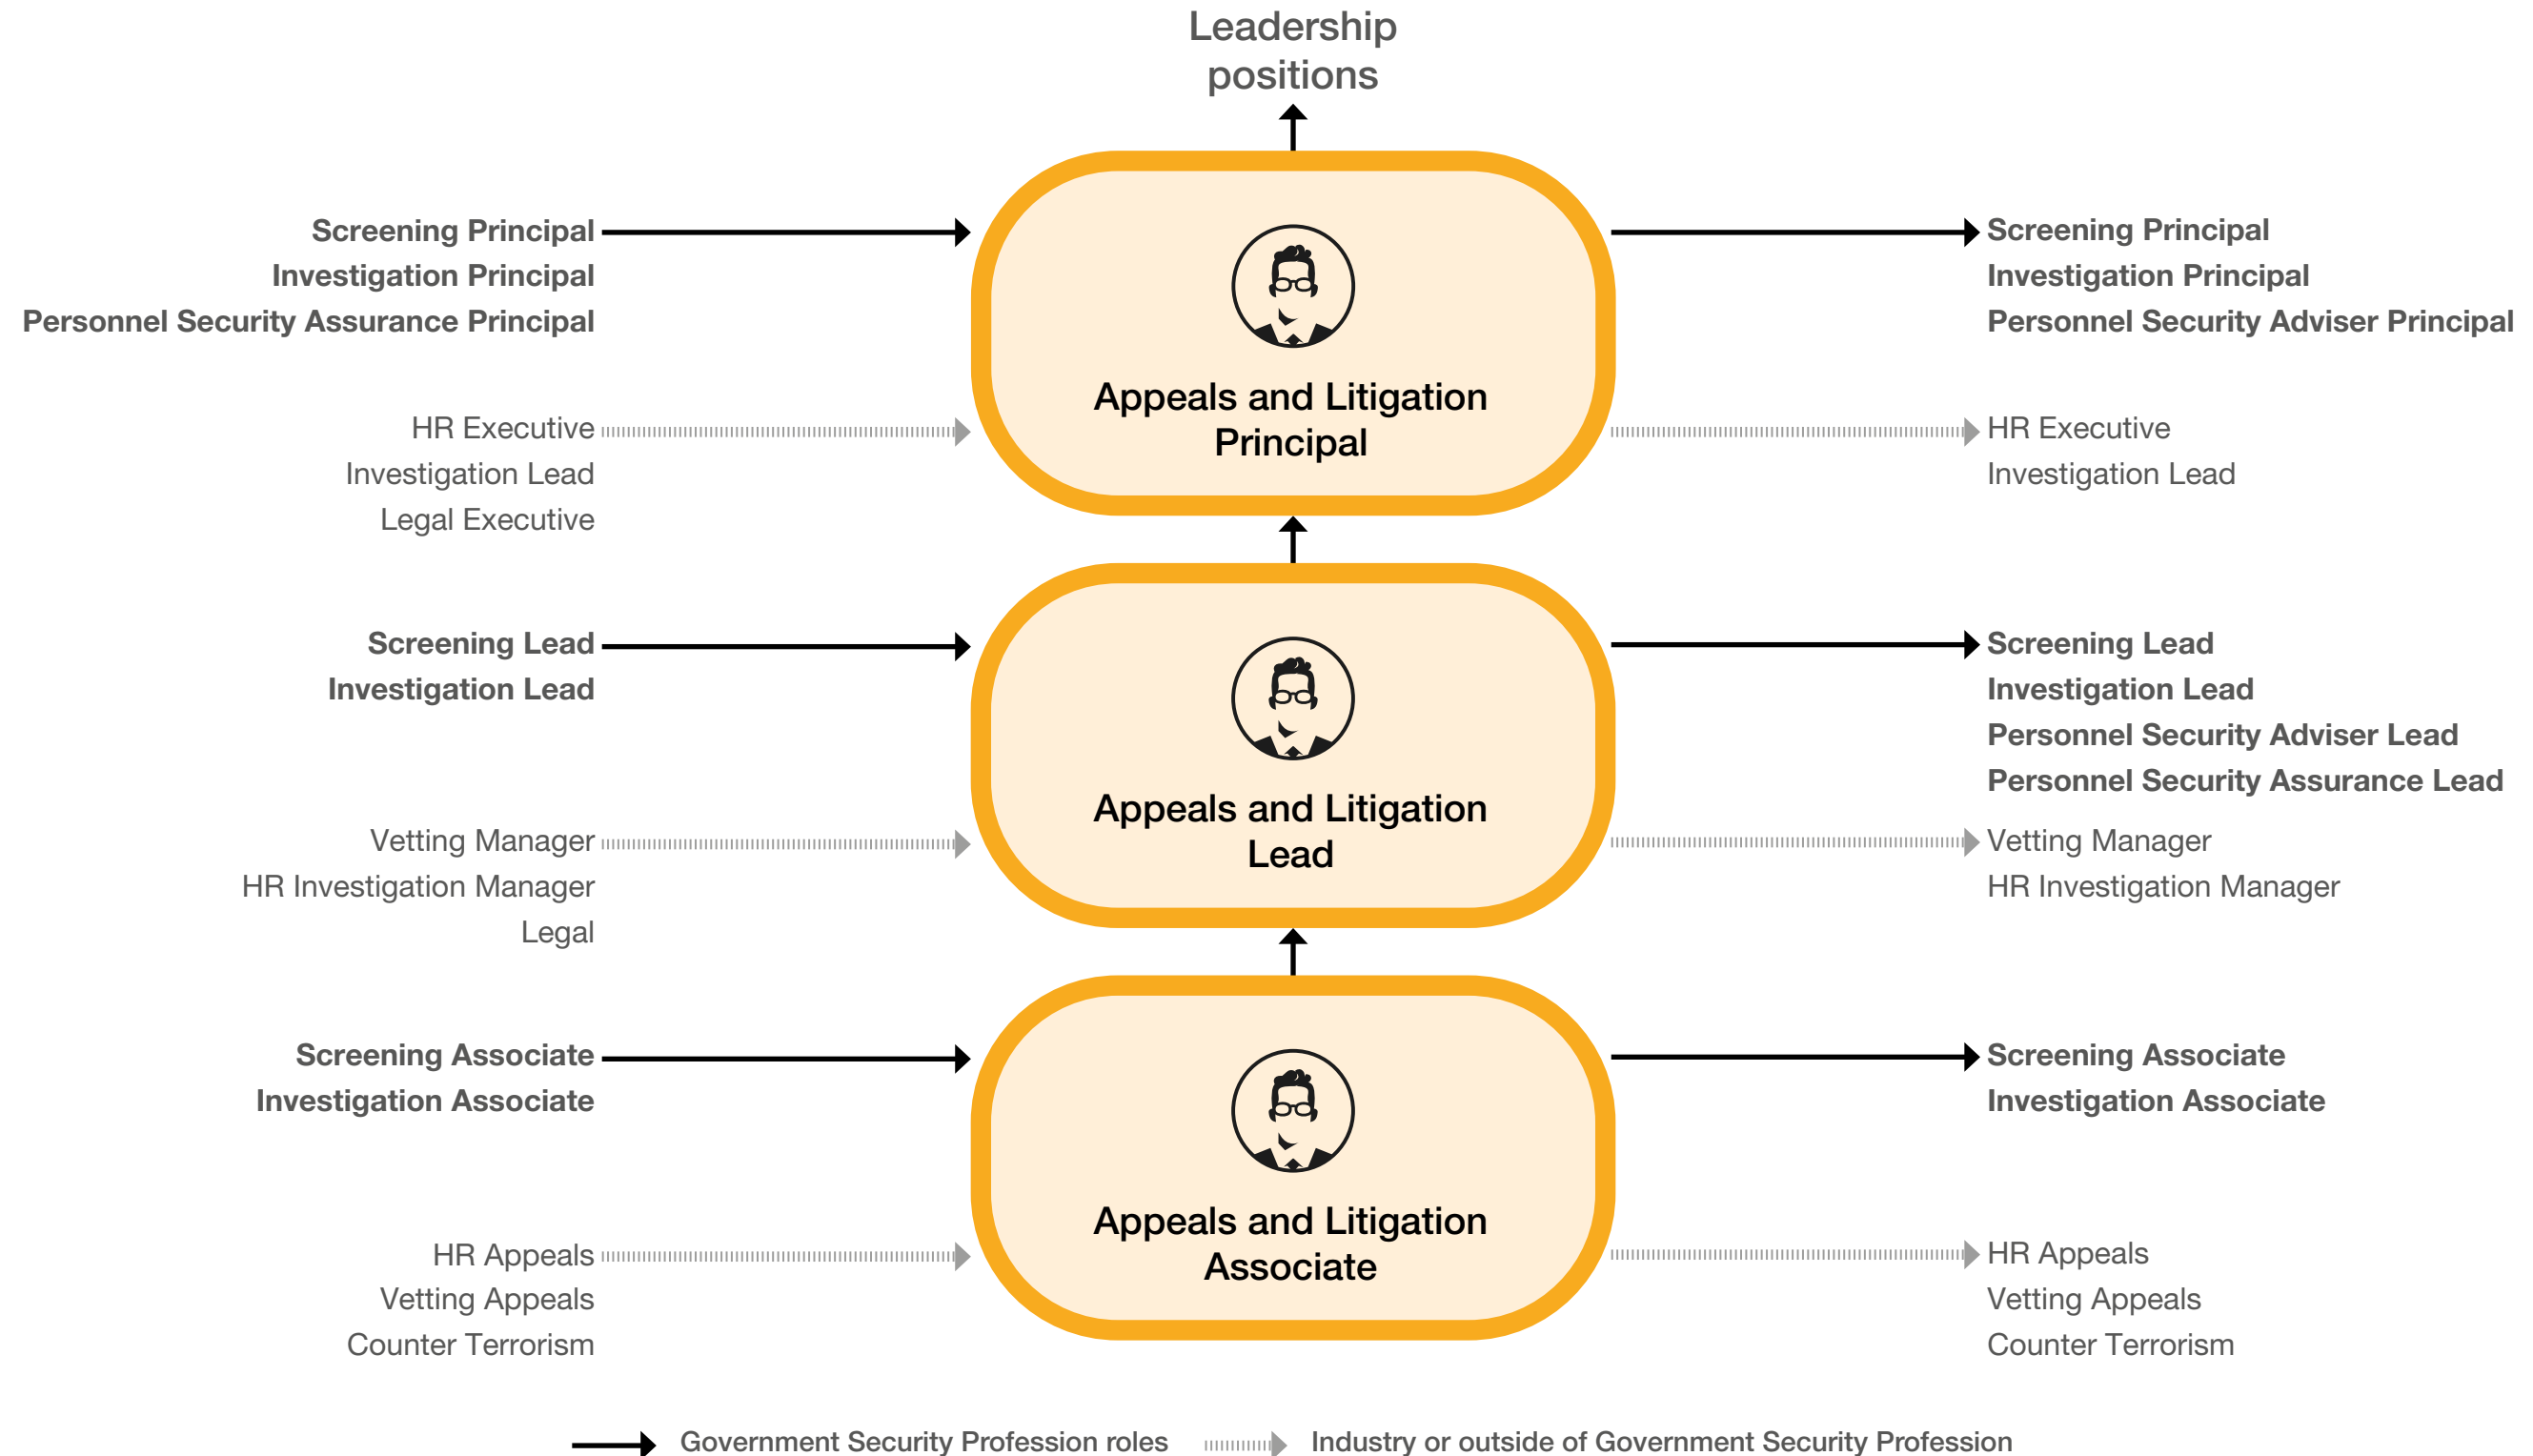 Leadership
positions
Screening Principal
Investigation Principal
Personnel Security Assurance Principal
HR Executive
Investigation Lead
Legal Executive
Appeals and Litigation
Principal
Screening Principal
Investigation Principal
Personnel Security Adviser Principal
HR Executive
Investigation Lead
Screening Lead
Investigation Lead
Vetting Manager
HR Investigation Manager
Legal
Appeals and Litigation
Lead
Screening Lead
Investigation Lead
Personnel Security Adviser Lead
Personnel Security Assurance Lead
Vetting Manager
HR Investigation Manager
Screening Associate
Investigation Associate
HR Appeals
Vetting Appeals
Counter Terrorism
Appeals and Litigation
Associate
Screening Associate
Investigation Associate
HR Appeals
Vetting Appeals
Counter Terrorism
Government Security Profession roles
Industry or outside of Government Security Profession